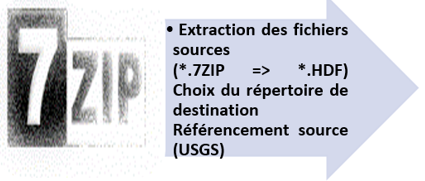 7ZIP
• Extraction des fichiers
sources
(*.7ZIP => *.HDF)
Choix du répertoire de
destination
Référencement source
(USGS)